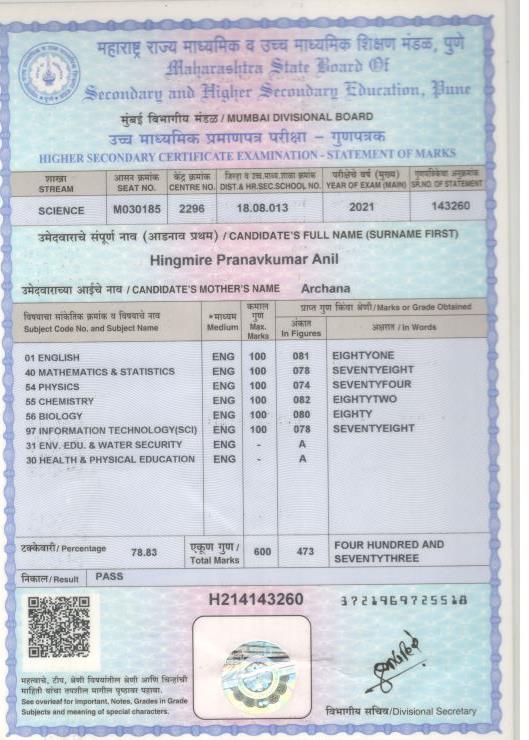 महाराष्ट्र राज्य माध्यमिक व उच्च माध्यमिक शिक्षण मंडळ, पुणे
Maharashtra State Board Of
Secondary and Higher Secondary Education, Pune
मुंबई विभागीय मंडळ / MUMBAI DIVISIONAL BOARD
उच्च माध्यमिक प्रमाणपत्र परीक्षा – गुणपत्रक
HIGHER SECONDARY CERTIFICATE EXAMINATION - STATEMENT OF MARKS
शाखा आसन क्रमांक केंद्र क्रमांक जिल्हा व उच्च.माध्य.शाळा क्रमांक परीक्षेचे वर्ष (मुख्य) गुणपत्रिका अनुक्रमांक
STREAM SEAT NO. CENTRE NO. DIST.& HR.SEC.SCHOOL NO. YEAR OF EXAM (MAIN) SR.NO. OF STATEMENT
SCIENCE M030185 2296 18.08.013 2021 143260
उमेदवाराचे संपूर्ण नाव (आडनाव प्रथम) / CANDIDATE'S FULL NAME (SURNAME FIRST)
Hingmire Pranavkumar Anil
उमेदवाराच्या आईचे नाव / CANDIDATE'S MOTHER'S NAME Archana
विषयाचा सांकेतिक क्रमांक व विषयाचे नाव
Subject Code No. and Subject Name
*माध्यम
Medium
कमाल
गुण
Max.
Marks
प्राप्त गुण किंवा श्रेणी/Marks or Grade Obtained
अंकात
In Figures
अक्षरात / in Words
01 ENGLISH ENG 100 081 EIGHTYONE
40 MATHEMATICS & STATISTICS ENG 100 078 SEVENTYEIGHT
54 PHYSICS ENG 100 074 SEVENTYFOUR
55 CHEMISTRY ENG 100 082 EIGHTYTWO
56 BIOLOGY ENG 100 080 EIGHTY
97 INFORMATION TECHNOLOGY(SCI) ENG 100 078 SEVENTYEIGHT
31 ENV. EDU. & WATER SECURITY ENG - A
30 HEALTH & PHYSICAL EDUCATION ENG - A
टक्केवारी/ Percentage 78.83 एकूण गुण / Total Marks 600 473 FOUR HUNDRED AND
SEVENTYTHREE
निकाल/ Result PASS
H214143260 3721969725518
महत्वाचे, टीप, श्रेणी विषयांतील श्रेणी आणि चिन्हांची
माहिती यांचा तपशील मागील पृष्ठावर पहावा.
See overleaf for important, Notes, Grades in Grade
Subjects and meaning of special characters.
विभागीय सचिव/Divisional Secretary